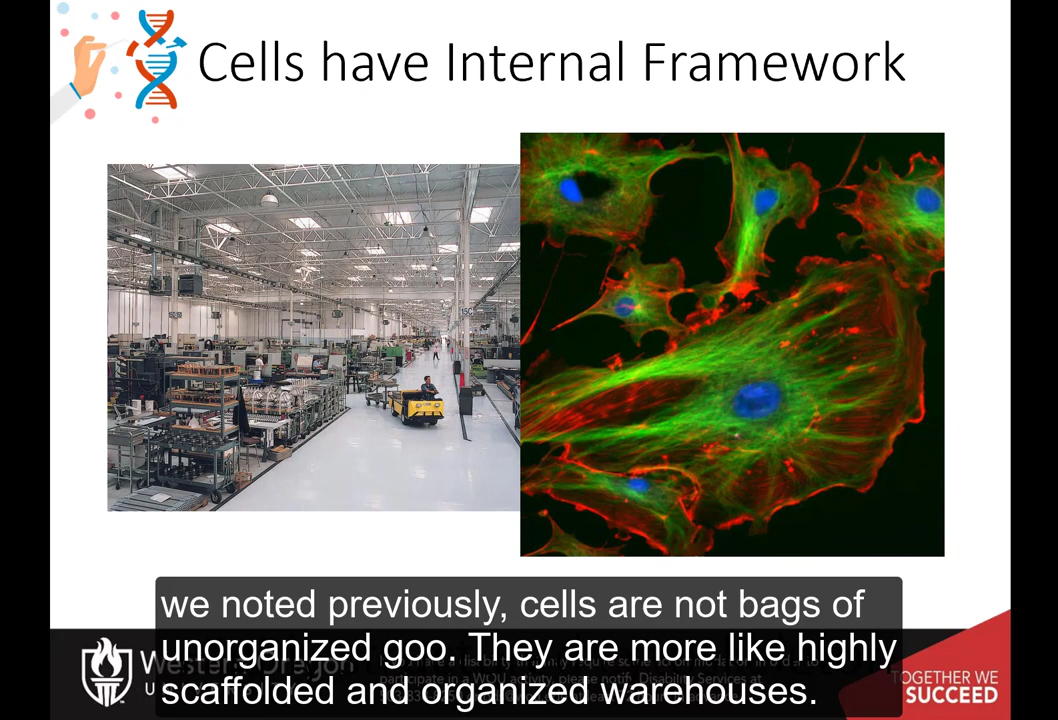 Cells have Internal Framework
15C
we noted previously, cells are not bags of
unorganized goo. They are more like highly
scaffolded and organized warehouses.
TOGETHER WE
SUCCEED